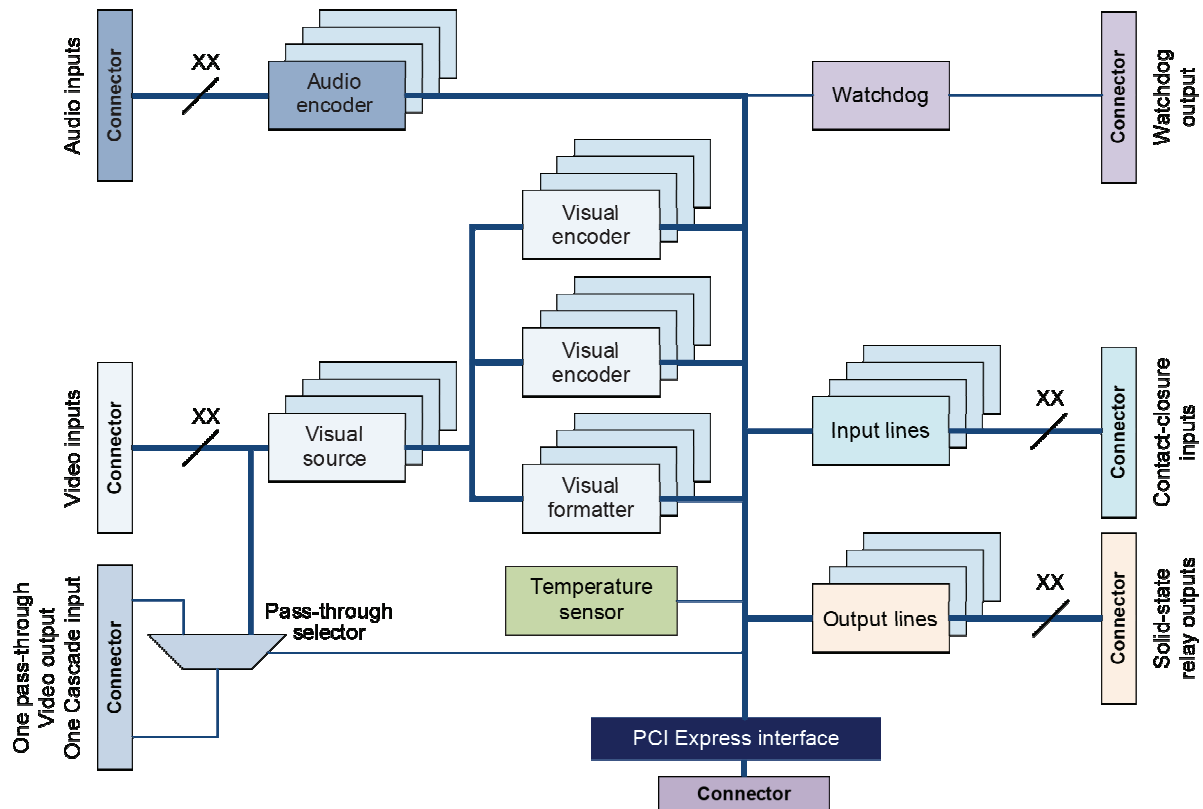 Audio inputs
Connector
XX
Audio
encoder
Watchdog
Connector
Watchdog
output
Visual
encoder
Visual
encoder
Video inputs
Connector
XX
Visual
source
Visual
formatter
Input lines
XX
Connector
Contact-closure
inputs
One pass-through
Video output
One Cascade input
Connector
Pass-through
selector
Temperature
sensor
Output lines
XX
Connector
Solid-state
relay outputs
PCI Express interface
Connector